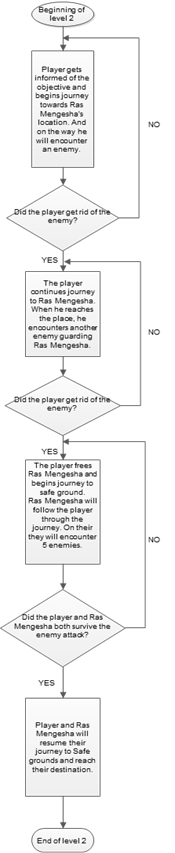 Beginning of
level 2
Player gets
informed of the
objective and
begins journey
towards Ras
Mengesha's
location. And
on the way he
will encounter
an enemy.
NO
Did the player get rid of the
enemy?
YES
The player
continues journey
to Ras Mengesha.
When he reaches
the place, he
encounters another
enemy guarding
Ras Mengesha.
NO
Did the player get rid of the
enemy?
YES
The player frees
Ras Mengesha and
begins journey to
safe ground.
Ras Mengesha will
follow the player
through the
journey. On their
they will encounter
5 enemies.
NO
Did the player and Ras
Mengesha both survive the
enemy attack?
YES
Player and Ras
Mengesha will
resume their
journey to Safe
grounds and reach
their destination.
End of level 2